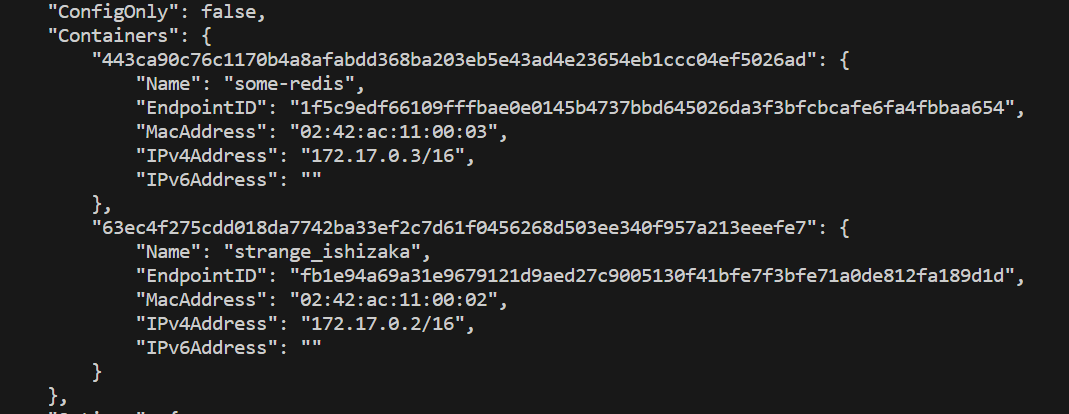 "ConfigOnly": false,
"Containers": {
"443ca90c76c1170b4a8afabdd368ba203eb5e43ad4e23654eb1ccc04ef5026ad": {
"Name": "some-redis",
"EndpointID": "1f5c9edf66109fffbae0e0145b4737bbd645026da3f3bfcbcafe6fa4fbbaa654",
"MacAddress": "02:42:ac:11:00:03",
"IPv4Address": "172.17.0.3/16",
"IPv6Address": ""
},
"63ec4f275cdd018da7742ba33ef2c7d61f0456268d503ee340f957a213eeefe7": {
"Name": "strange_ishizaka",
"EndpointID": "fb1e94a69a31e9679121d9aed27c9005130f41bfe7f3bfe71a0de812fa189d1d",
"MacAddress": "02:42:ac:11:00:02",
"IPv4Address": "172.17.0.2/16",
"IPv6Address": ""
}
},